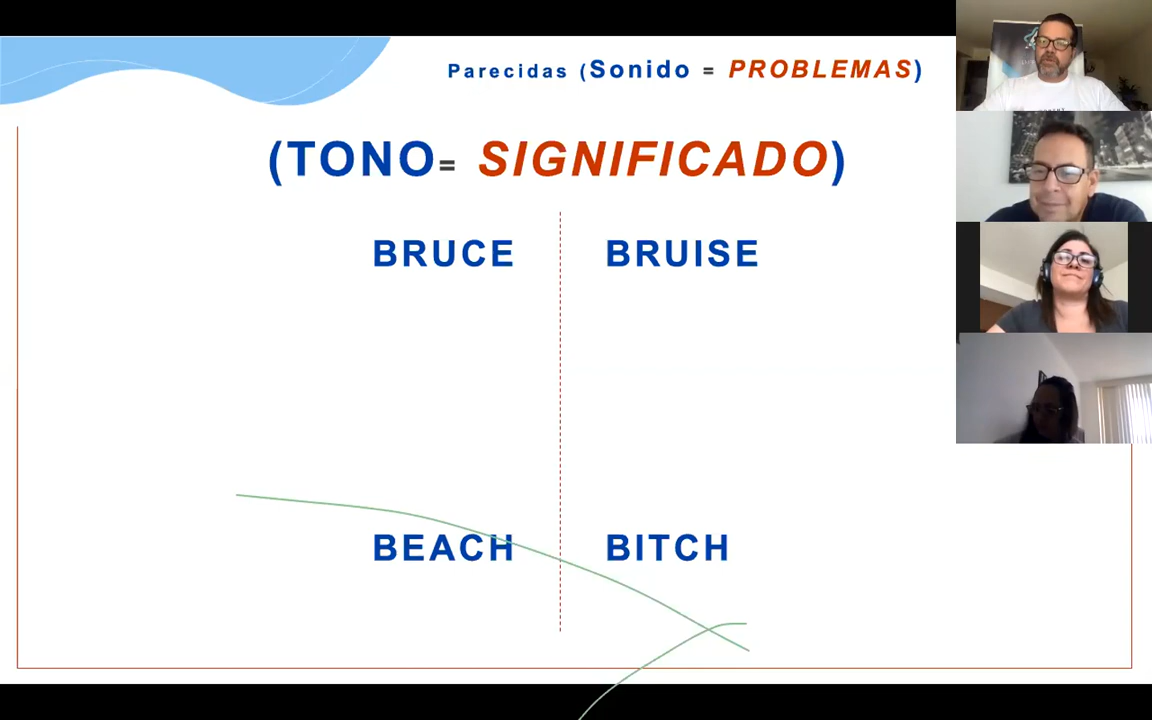 Parecidas (Sonido = PROBLEMAS)
(TONO= SIGNIFICADO)
BRUCE BRUISE
BEACH BITCH